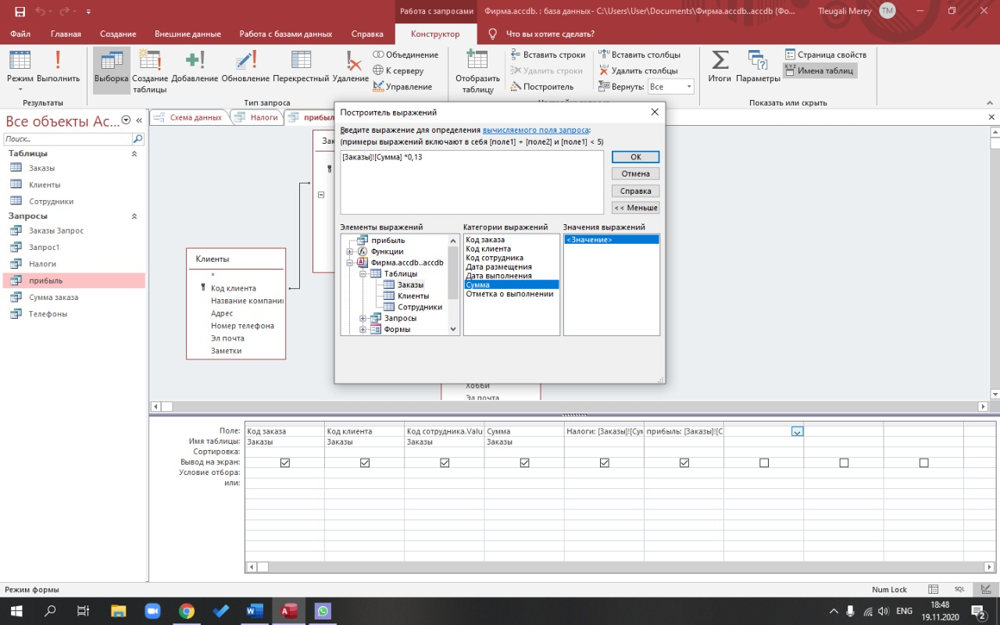 Работа с запросами
Фирма.accdb. : база данных- C:\Users\User\Documents\Фирма.accdb..accdb (Фо...
Tleugali Merey
TM
Файл Главная Создание Внешние данные Работа с базами данных Справка Конструктор Что вы хотите сделать?
Режим Выполнить
Результаты
Выборка Создание таблицы Добавление Обновление Перекрестный Удаление
Объединение
К серверу
Управление
Тип запроса
Отобразить таблицу
Вставить строки
Удалить строки
Построитель
Вставить столбцы
Удалить столбцы
Вернуть: Все
Итоги Параметры
Страница свойств
XYZ Имена таблиц
Показать или скрыть
Все объекты Ac...
Поиск...
Таблицы
Заказы
Клиенты
Сотрудники
Запросы
Заказы Запрос
Запрос1
Налоги
прибыль
Сумма заказа
Телефоны
Схема данных Налоги прибыл
Зак
Клиенты
*
Код клиента
Название компани
Адрес
Номер телефона
Эл почта
Заметки
Хобби
Эл почта
Построитель выражений
Введите выражение для определения вычисляемого поля запроса:
(примеры выражений включают в себя [поле1] + [поле2] и [поле1] < 5)
[Заказы]![Сумма] *0,13
ОК
Отмена
Справка
<< Меньше
Элементы выражений
прибыль
Функции
Фирма.accdb..accdb
Таблицы
Заказы
Клиенты
Сотрудники
Запросы
Формы
Категории выражений
Код заказа
Код клиента
Код сотрудника
Дата размещения
Дата выполнения
Сумма
Отметка о выполнении
Значения выражений
<Значение>
Поле: Код заказа Код клиента Код сотрудника.Valu Сумма Налоги: [Заказы]![Сум прибыль: [Заказы]![С
Имя таблицы: Заказы Заказы Заказы Заказы
Сортировка:
Вывод на экран:
Условие отбора:
или:
Режим формы
Num Lock
SQL
ENG
18:48
19.11.2020
2